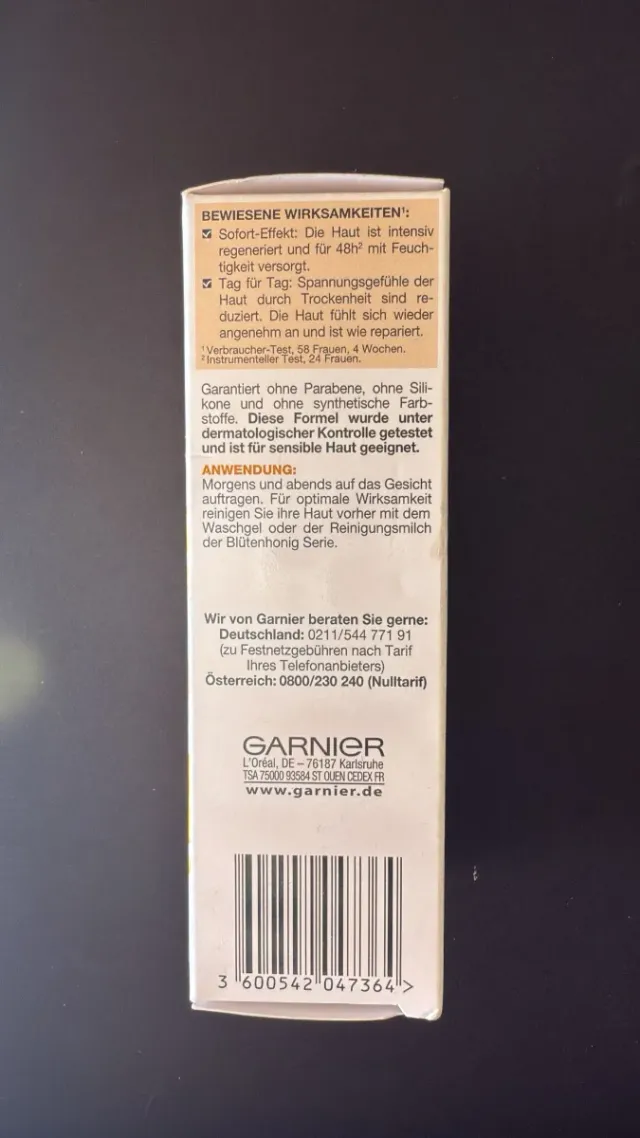 BEWIESENE WIRKSAMKEITEN¹:
☑ Sofort-Effekt: Die Haut ist intensiv
regeneriert und für 48h² mit Feuch-
tigkeit versorgt.
☑ Tag für Tag: Spannungsgefühle der
Haut durch Trockenheit sind re-
duziert. Die Haut fühlt sich wieder
angenehm an und ist wie repariert.
¹ Verbraucher-Test, 58 Frauen, 4 Wochen.
² Instrumenteller Test, 24 Frauen.
Garantiert ohne Parabene, ohne Sili-
kone und ohne synthetische Farb-
stoffe. Diese Formel wurde unter
dermatologischer Kontrolle getestet
und ist für sensible Haut geeignet.
ANWENDUNG:
Morgens und abends auf das Gesicht
auftragen. Für optimale Wirksamkeit
reinigen Sie ihre Haut vorher mit dem
Waschgel oder der Reinigungsmilch
der Blütenhonig Serie.
Wir von Garnier beraten Sie gerne:
Deutschland: 0211/544 771 91
(zu Festnetzgebühren nach Tarif
Ihres Telefonanbieters)
Österreich: 0800/230 240 (Nulltarif)
GARNIER
L'Oréal, DE – 76187 Karlsruhe
TSA 75000 93584 ST OUEN CEDEX FR
www.garnier.de
3 600542 047364 >